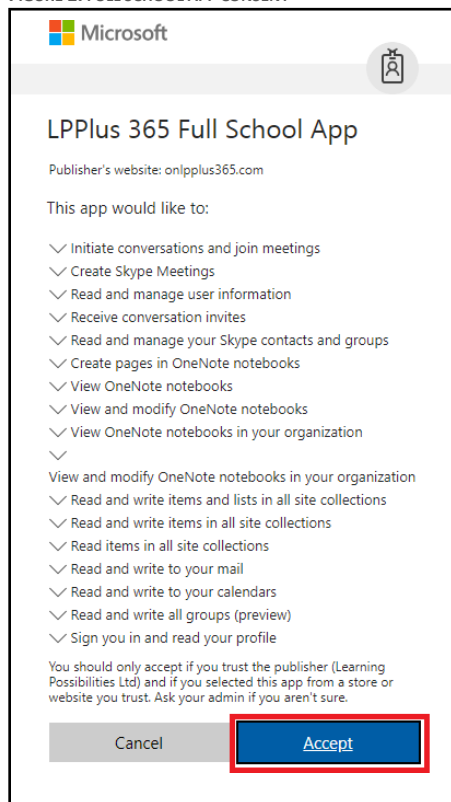 Microsoft
LPPlus 365 Full School App
Publisher's website: onlpplus365.com
This app would like to:
Initiate conversations and join meetings
Create Skype Meetings
Read and manage user information
Receive conversation invites
Read and manage your Skype contacts and groups
Create pages in OneNote notebooks
View OneNote notebooks
View and modify OneNote notebooks
View OneNote notebooks in your organization
View and modify OneNote notebooks in your organization
Read and write items and lists in all site collections
Read and write items in all site collections
Read items in all site collections
Read and write to your mail
Read and write to your calendars
Read and write all groups (preview)
Sign you in and read your profile
You should only accept if you trust the publisher (Learning
Possibilities Ltd) and if you selected this app from a store or
website you trust. Ask your admin if you aren't sure.
Cancel
Accept